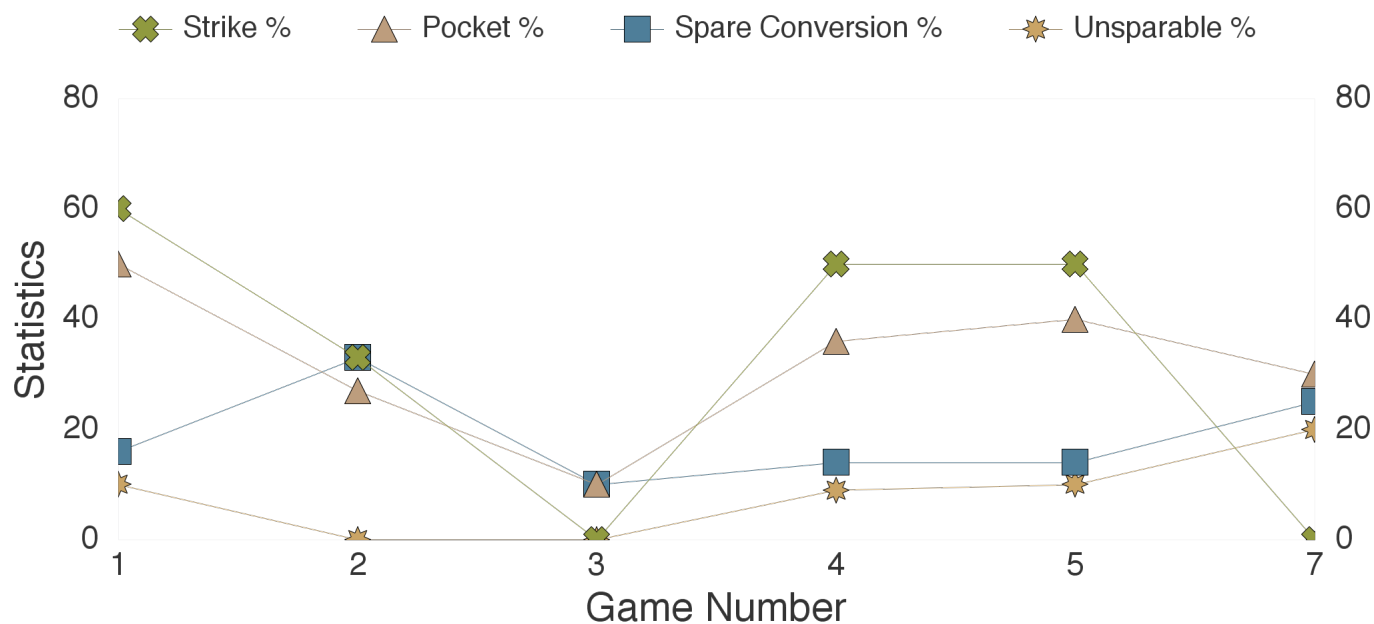 Strike % Pocket % Spare Conversion % Unsparable %
80 80
60 60
40 40
20 20
0 0
Statistics
1 2 3 4 5 7
Game Number